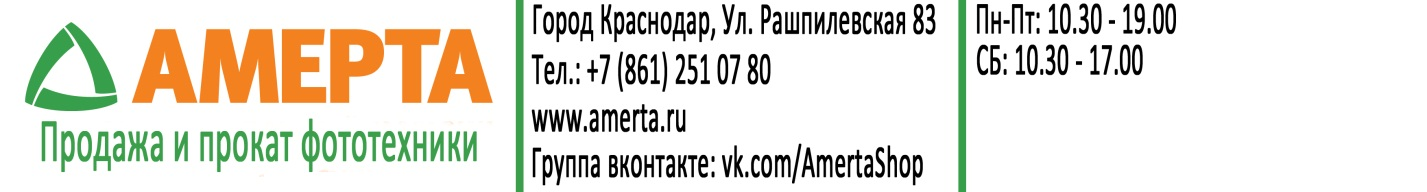 АМЕРТА
Продажа и прокат фототехники
Город Краснодар, Ул. Рашпилевская 83
Тел.: +7 (861) 251 07 80
www.amerta.ru
Группа вконтакте: vk.com/AmertaShop
Пн-Пт: 10.30 - 19.00
СБ: 10.30 - 17.00